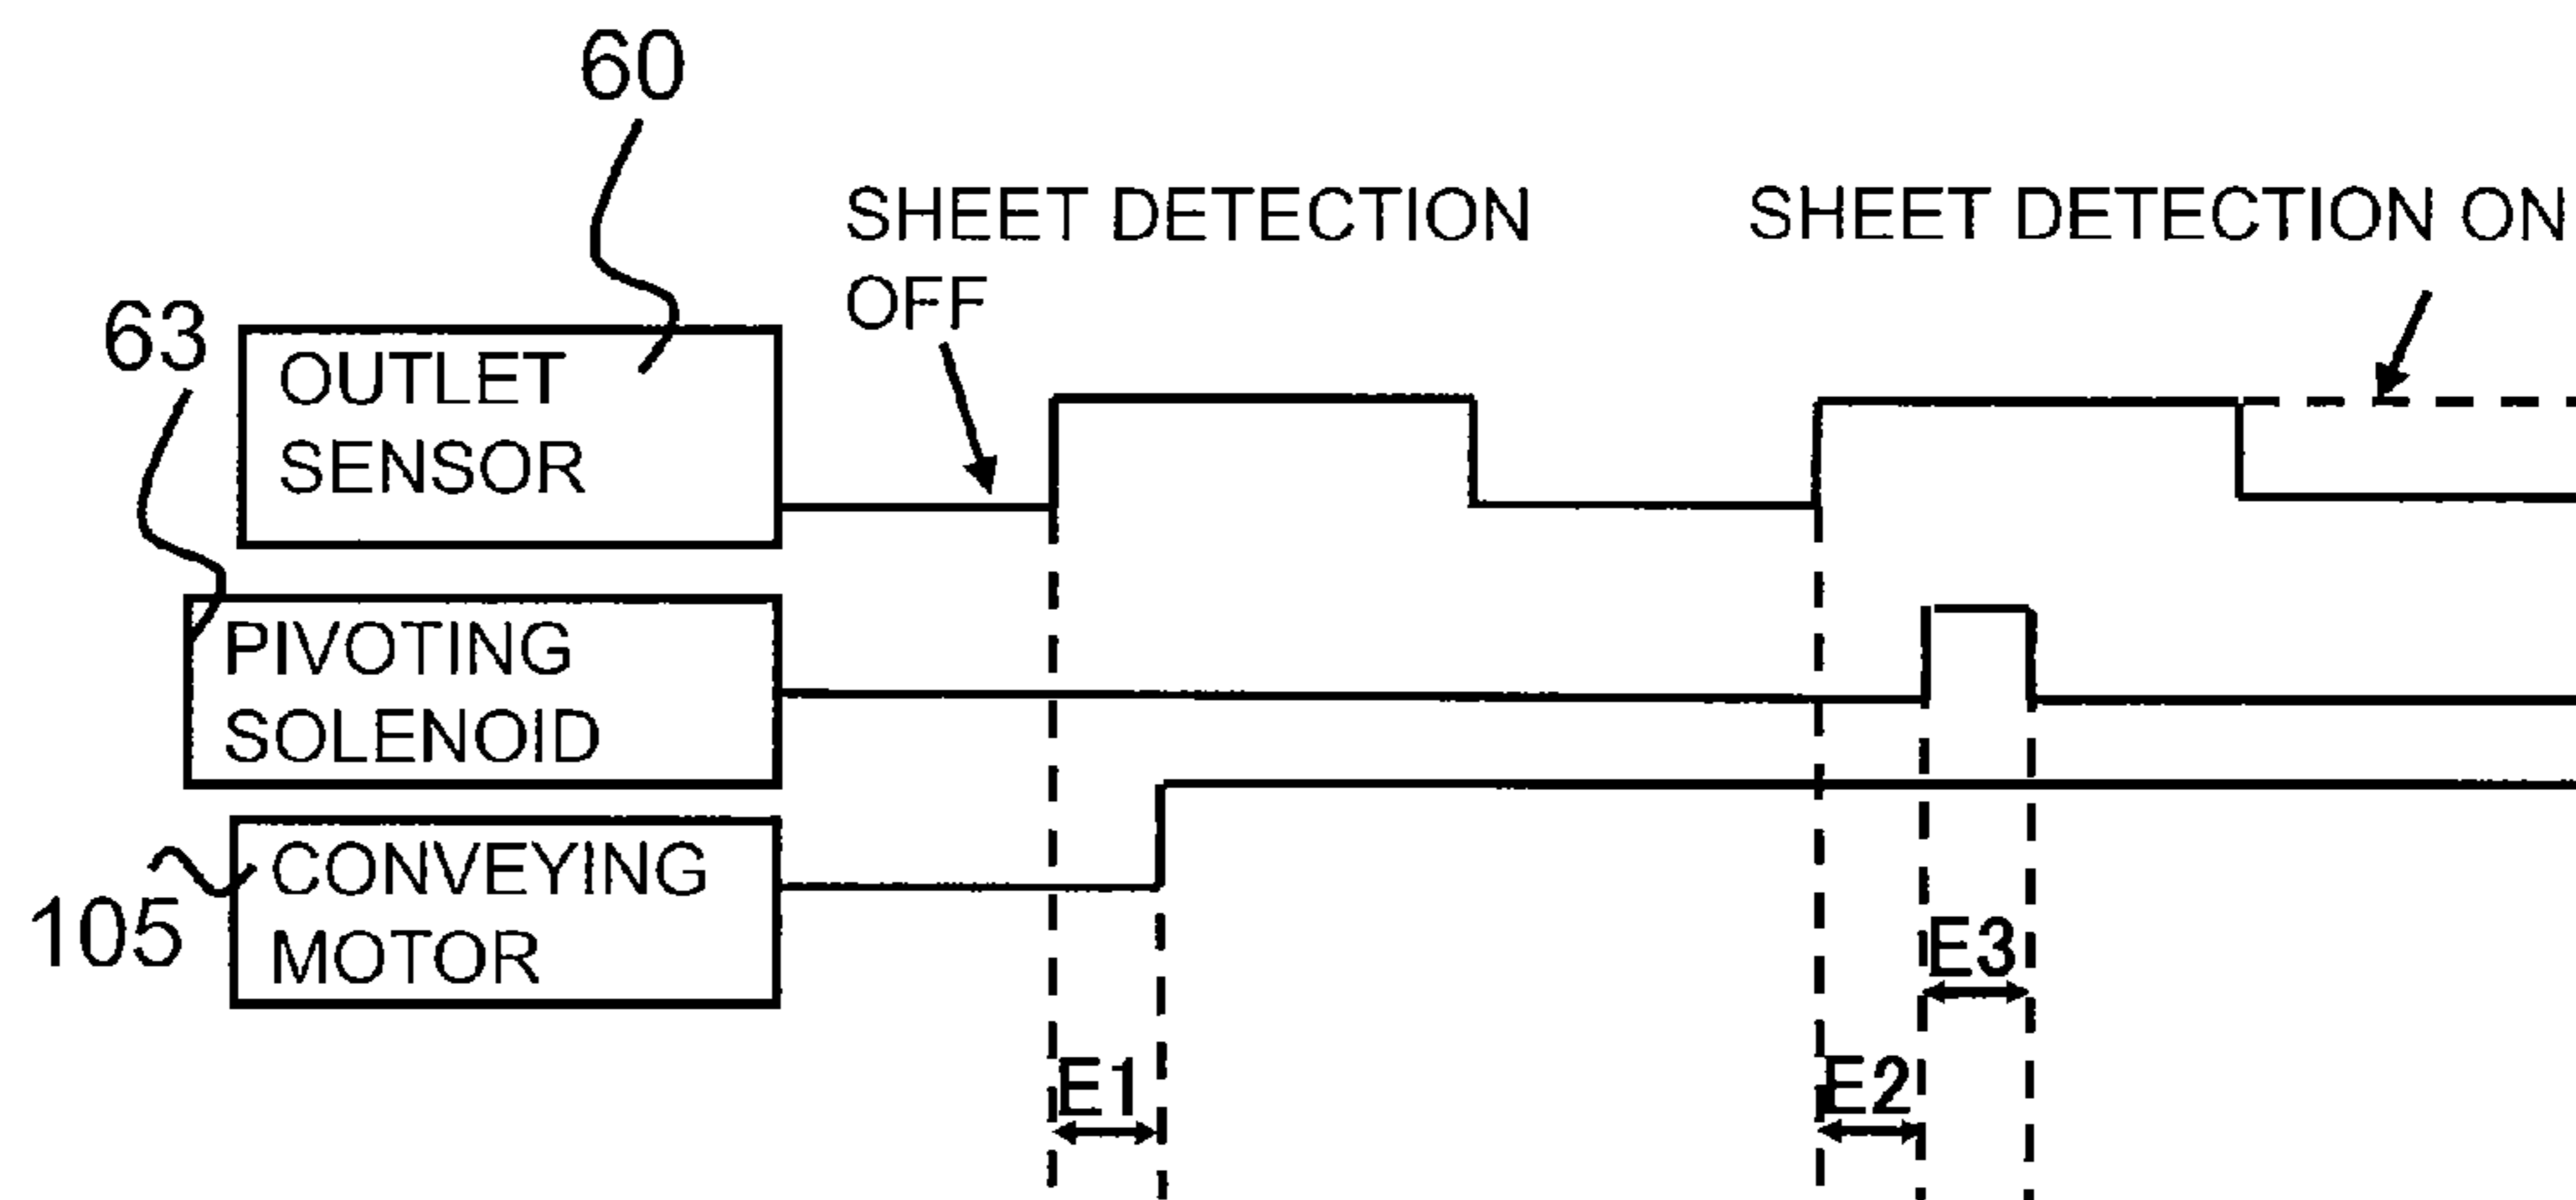 60
SHEET DETECTION
OFF
SHEET DETECTION ON
63
OUTLET
SENSOR
PIVOTING
SOLENOID
105
CONVEYING
MOTOR
E3
E1
E2